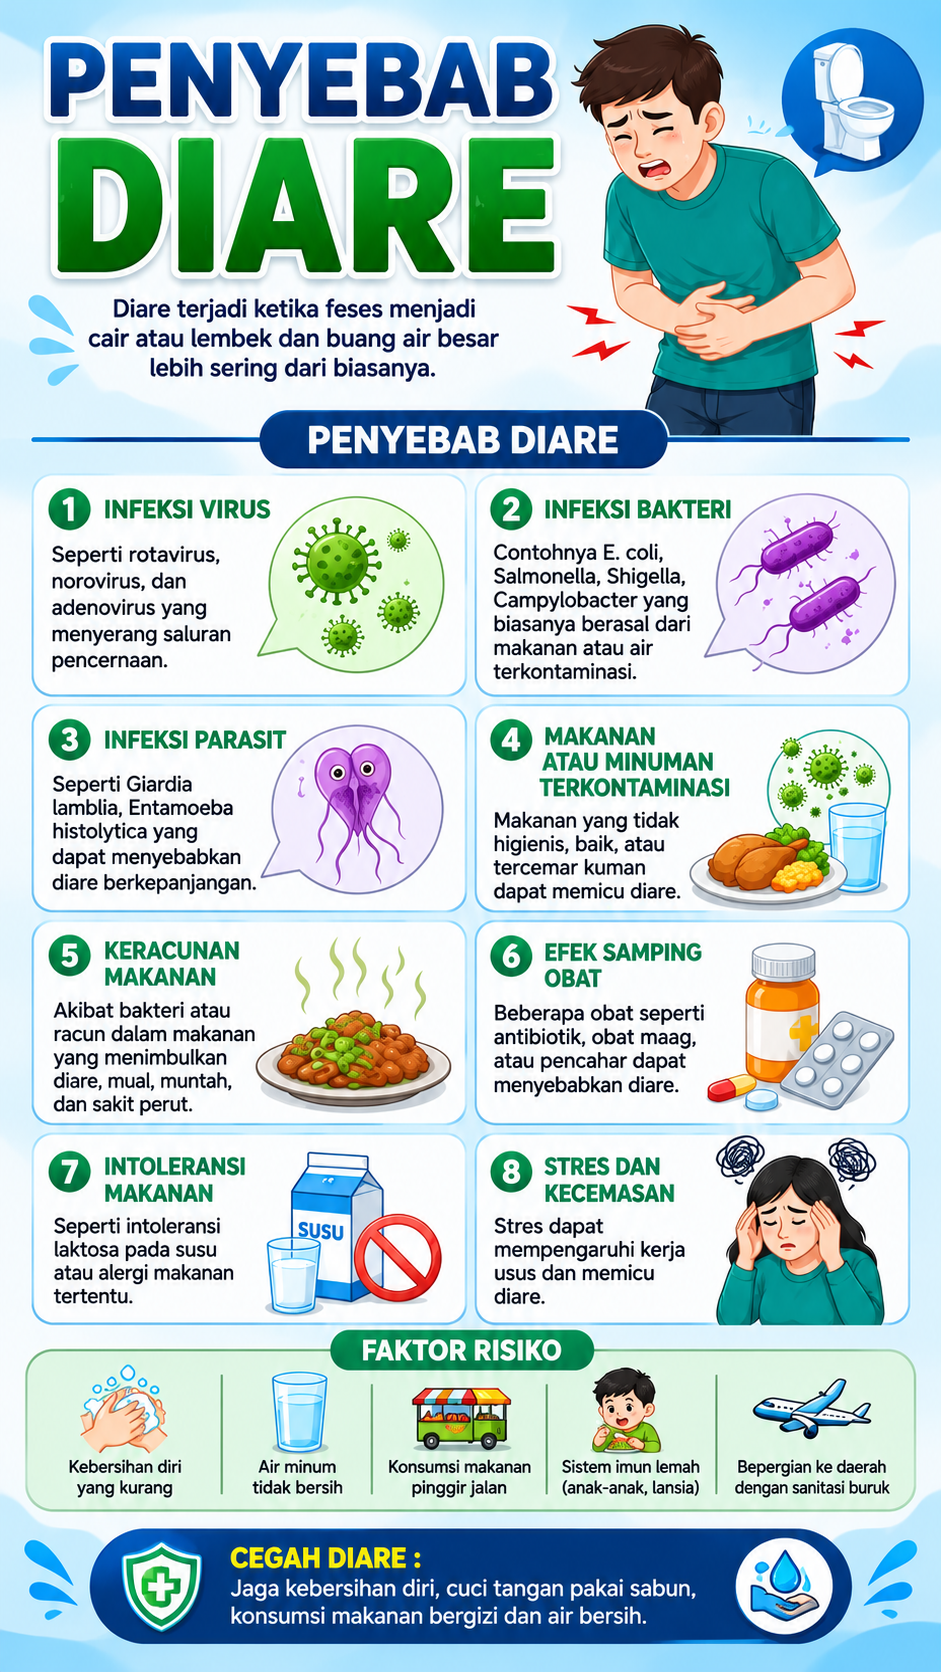 PENYEBAB
DIARE
Diare terjadi ketika feses menjadi
cair atau lembek dan buang air besar
lebih sering dari biasanya.
PENYEBAB DIARE
1 INFEKSI VIRUS
Seperti rotavirus,
norovirus, dan
adenovirus yang
menyerang saluran
pencernaan.
2 INFEKSI BAKTERI
Contohnya E. coli,
Salmonella, Shigella,
Campylobacter yang
biasanya berasal dari
makanan atau air
terkontaminasi.
3 INFEKSI PARASIT
Seperti Giardia
lamblia, Entamoeba
histolytica yang
dapat menyebabkan
diare berkepanjangan.
4 MAKANAN
ATAU MINUMAN
TERKONTAMINASI
Makanan yang tidak
higienis, baik, atau
tercemar kuman
dapat memicu diare.
5 KERACUNAN
MAKANAN
Akibat bakteri atau
racun dalam makanan
yang menimbulkan
diare, mual, muntah,
dan sakit perut.
6 EFEK SAMPING
OBAT
Beberapa obat seperti
antibiotik, obat maag,
atau pencahar dapat
menyebabkan diare.
7 INTOLERANSI
MAKANAN
Seperti intoleransi
laktosa pada susu
atau alergi makanan
tertentu.
SUSU
8 STRES DAN
KECEMASAN
Stres dapat
mempengaruhi kerja
usus dan memicu
diare.
FAKTOR RISIKO
Kebersihan diri
yang kurang
Air minum
tidak bersih
Konsumsi makanan
pinggir jalan
Sistem imun lemah
(anak-anak, lansia)
Bepergian ke daerah
dengan sanitasi buruk
CEGAH DIARE :
Jaga kebersihan diri, cuci tangan pakai sabun,
konsumsi makanan bergizi dan air bersih.